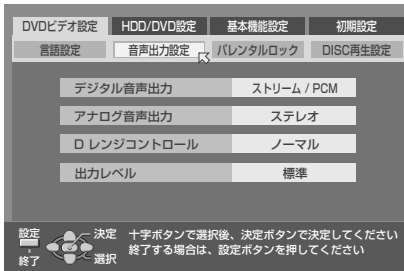 DVDビデオ設定 HDD/DVD設定 基本機能設定 初期設定
言語設定 音声出力設定 パレンタルロック DISC再生設定
デジタル音声出力 ストリーム / PCM
アナログ音声出力 ステレオ
D レンジコントロール ノーマル
出力レベル 標準
設定 決定 十字ボタンで選択後、決定ボタンで決定してください
終了 選択 終了する場合は、設定ボタンを押してください